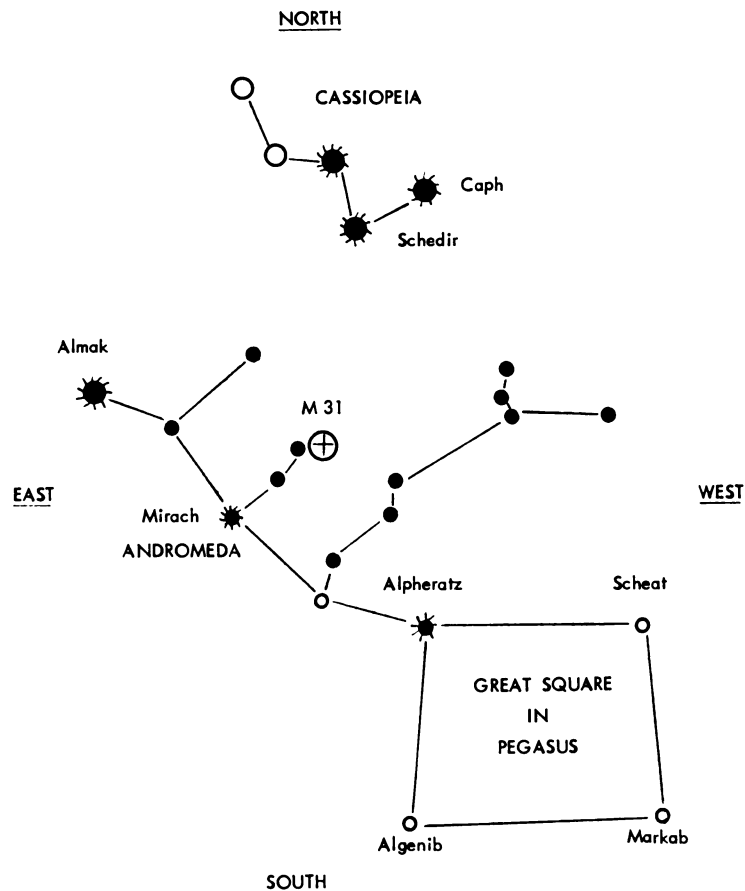 NORTH
CASSIOPEIA
Caph
Schedir
Almak
M 31
EAST
WEST
Mirach
ANDROMEDA
Alpheratz
Scheat
GREAT SQUARE
IN
PEGASUS
Algenib
Markab
SOUTH